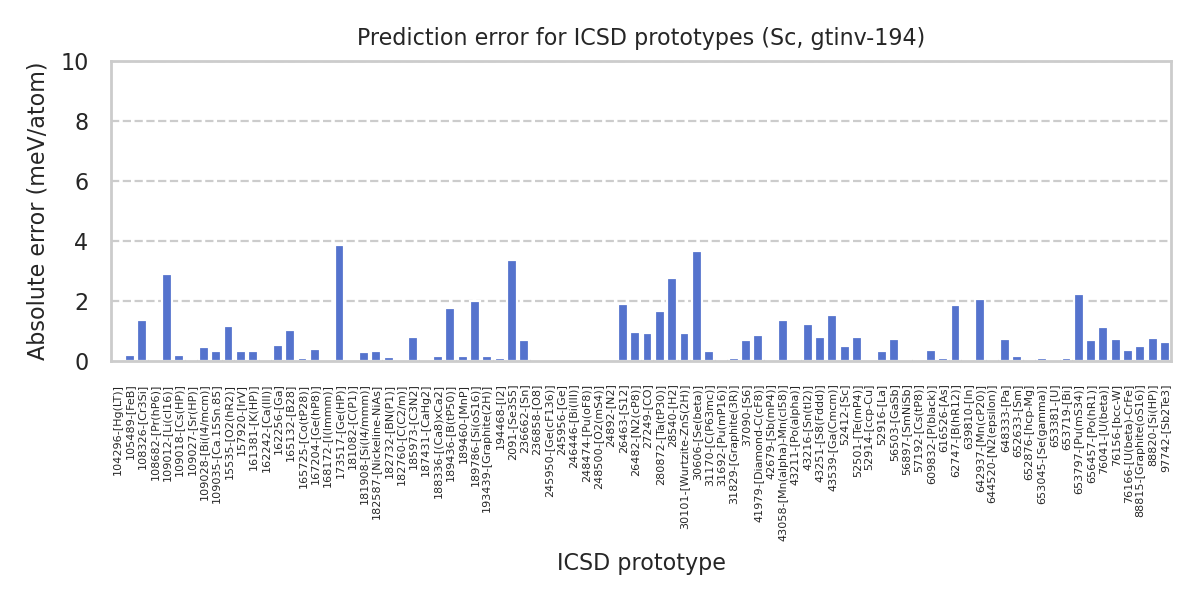 Prediction error for ICSD prototypes (Sc, gtinv-194)
Absolute error (meV/atom)
10
8
6
4
2
0
104296-[Hg(LT)]
105489-[FeB]
108326-[Cr3Si]
108682-[Pr(hP6)]
109012-[Li(cI16)]
109018-[Cs(HP)]
109027-[Sr(HP)]
109028-[Bi(I4/mcm)]
109035-[Ca.15Sn.85]
15535-[O2(hR2)]
157920-[IrV]
161381-[K(HP)]
162242-[Ca(III)]
162256-[Ga]
165132-[B28]
165725-[Co(tP28)]
167204-[Ge(hP8)]
168172-[I(Immm)]
173517-[Ge(HP)]
181082-[C(P1)]
181908-[Si(I4/mmm)]
182587-[Nickeline-NiAs]
182732-[BN(P1)]
182760-[C(C2/m)]
185973-[C3N2]
187431-[CaHg2]
188336-[(Ca8)xCa2]
189436-[B(tP50)]
189460-[MnP]
189786-[Si(oS16)]
193439-[Graphite(2H)]
194468-[I2]
2091-[Se3S5]
236662-[Sn]
236858-[O8]
245950-[Ge(cF136)]
245956-[Ge]
246446-[Bi(III)]
248474-[Pu(oF8)]
248500-[O2(mS4)]
24892-[N2]
26463-[S12]
26482-[N2(cP8)]
27249-[CO]
280872-[Ta(tP30)]
28540-[H2]
30101-[Wurtzite-ZnS(2H)]
30606-[Se(beta)]
31170-[C(P63mc)]
31692-[Pu(mP16)]
31829-[Graphite(3R)]
37090-[S6]
41979-[Diamond-C(cF8)]
42679-[Sb(mP4)]
43058-[Mn(alpha)-Mn(cI58)]
43211-[Po(alpha)]
43216-[Sn(tI2)]
43251-[S8(Fddd)]
43539-[Ga(Cmcm)]
52412-[Sc]
52501-[Te(mP4)]
52914-[fcc-Cu]
52916-[La]
56503-[GaSb]
56897-[SmNiSb]
57192-[Cs(tP8)]
609832-[P(black)]
616526-[As]
62747-[B(hR12)]
639810-[In]
642937-[Mn(cP20)]
644520-[N2(epsilon)]
648333-[Pa]
652633-[Sm]
652876-[hcp-Mg]
653045-[Se(gamma)]
653381-[U]
653719-[Bi]
653797-[Pu(mS34)]
656457-[Po(hR1)]
76041-[U(beta)]
76156-[bcc-W]
76166-[U(beta)-CrFe]
88815-[Graphite(oS16)]
88820-[Si(HP)]
97742-[Sb2Te3]
ICSD prototype